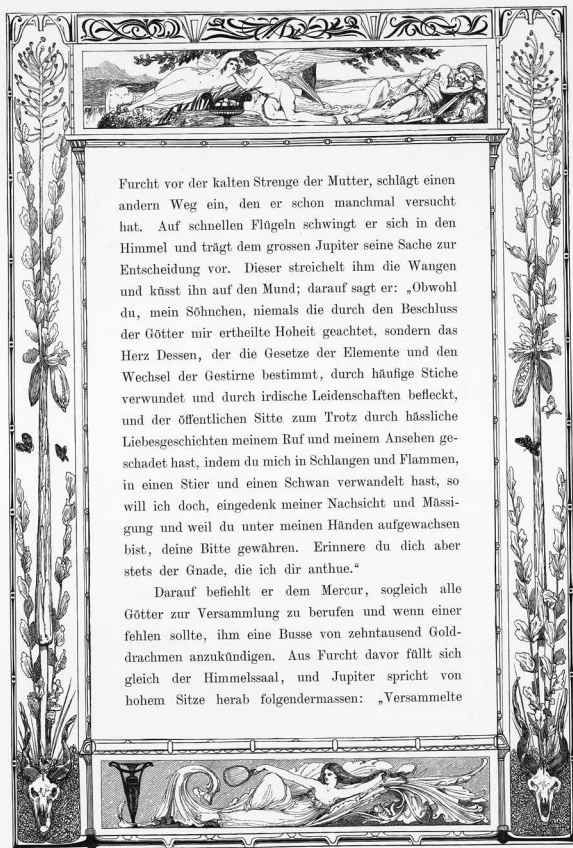 Furcht vor der kalten Strenge der Mutter, schlägt einen
andern Weg ein, den er schon manchmal versucht
hat. Auf schnellen Flügeln schwingt er sich in den
Himmel und trägt dem grossen Jupiter seine Sache zur
Entscheidung vor. Dieser streichelt ihm die Wangen
und küsst ihn auf den Mund; darauf sagt er: „Obwohl
du, mein Söhnchen, niemals die durch den Beschluss
der Götter mir ertheilte Hoheit geachtet, sondern das
Herz Dessen, der die Gesetze der Elemente und den
Wechsel der Gestirne bestimmt, durch häufige Stiche
verwundet und durch irdische Leidenschaften befleckt,
und der öffentlichen Sitte zum Trotz durch hässliche
Liebesgeschichten meinem Ruf und meinem Ansehen ge-
schadet hast, indem du mich in Schlangen und Flammen,
in einen Stier und einen Schwan verwandelt hast, so
will ich doch, eingedenk meiner Nachsicht und Mässi-
gung und weil du unter meinen Händen aufgewachsen
bist, deine Bitte gewähren. Erinnere du dich aber
stets der Gnade, die ich dir anthue.“
Darauf befiehlt er dem Mercur, sogleich alle
Götter zur Versammlung zu berufen und wenn einer
fehlen sollte, ihm eine Busse von zehntausend Gold-
drachmen anzukündigen. Aus Furcht davor füllt sich
gleich der Himmelssaal, und Jupiter spricht von
hohem Sitze herab folgendermassen: „Versammelte